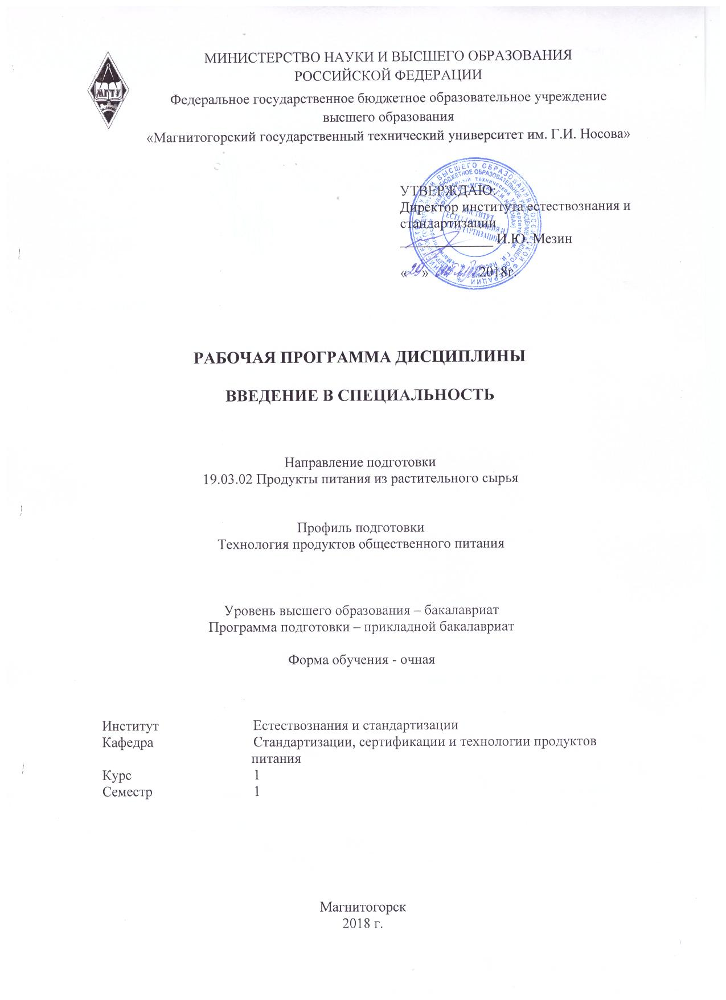 МИНИСТЕРСТВО НАУКИ И ВЫСШЕГО ОБРАЗОВАНИЯ
РОССИЙСКОЙ ФЕДЕРАЦИИ
Федеральное государственное бюджетное образовательное учреждение
высшего образования
«Магнитогорский государственный технический университет им. Г.И. Носова»
МГТУ
УТВЕРЖДАЮ:
Директор института естествознания и
стандартизации
И.Ю. Мезин
« » 2018г.
ИНСТИТУТ
ЕСТЕСТВОЗНАНИЯ И
СТАНДАРТИЗАЦИИ
РАБОЧАЯ ПРОГРАММА ДИСЦИПЛИНЫ
ВВЕДЕНИЕ В СПЕЦИАЛЬНОСТЬ
Направление подготовки
19.03.02 Продукты питания из растительного сырья
Профиль подготовки
Технология продуктов общественного питания
Уровень высшего образования – бакалавриат
Программа подготовки – прикладной бакалавриат
Форма обучения - очная
Институт Естествознания и стандартизации
Кафедра Стандартизации, сертификации и технологии продуктов
питания
Курс 1
Семестр 1
Магнитогорск
2018 г.